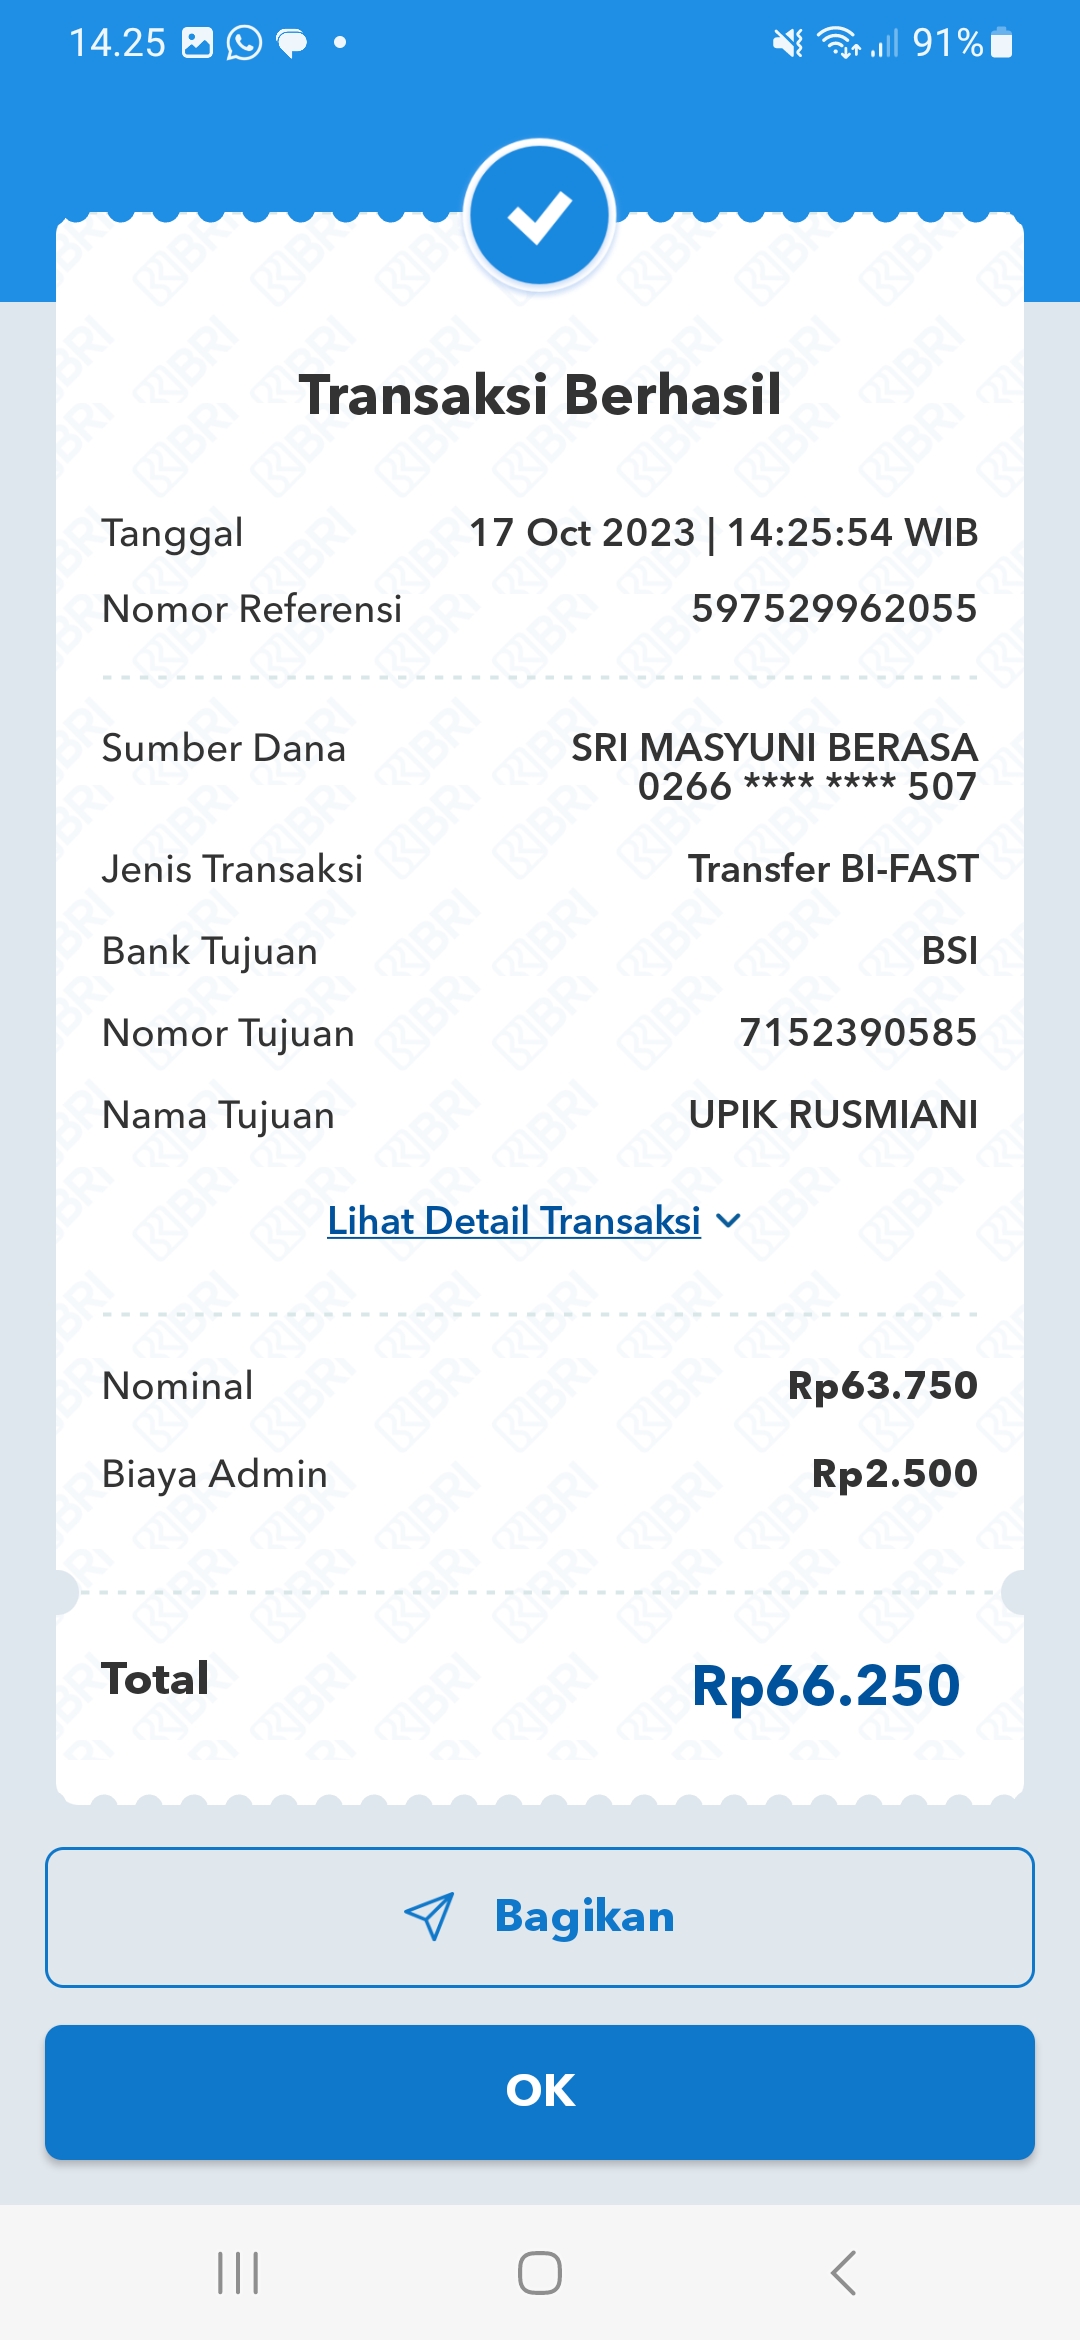 14.25
91%
Transaksi Berhasil
Tanggal 17 Oct 2023 | 14:25:54 WIB
Nomor Referensi 597529962055
Sumber Dana SRI MASYUNI BERASA
0266 **** **** 507
Jenis Transaksi Transfer BI-FAST
Bank Tujuan BSI
Nomor Tujuan 7152390585
Nama Tujuan UPIK RUSMIANI
Lihat Detail Transaksi
Nominal Rp63.750
Biaya Admin Rp2.500
Total Rp66.250
Bagikan
OK